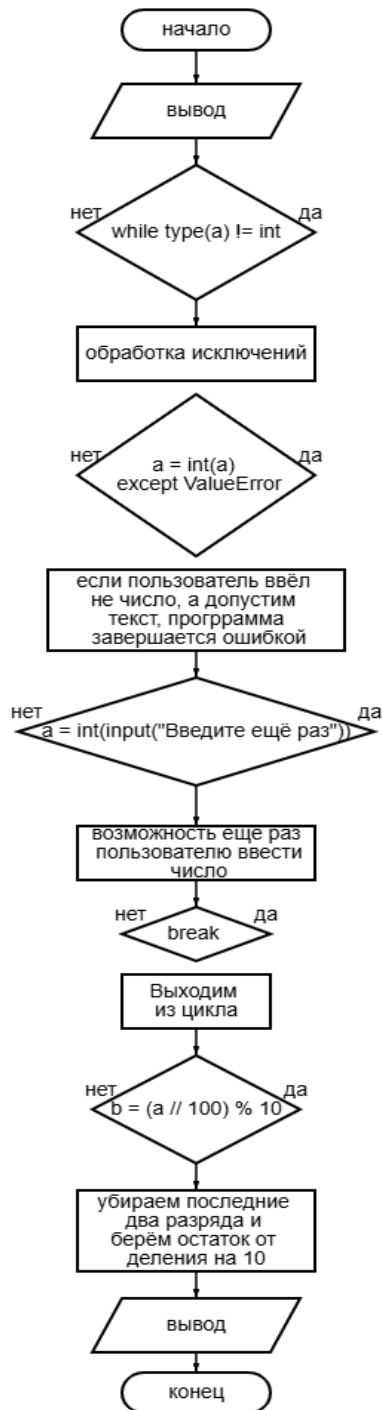 начало
вывод
нет да
while type(a) != int
обработка исключений
нет да
a = int(a)
except ValueError
если пользователь ввёл
не число, а допустим
текст, прогррамма
завершается ошибкой
нет да
a = int(input("Введите ещё раз"))
возможность еще раз
пользователю ввести
число
нет да
break
Выходим
из цикла
нет да
b = (a // 100) % 10
убираем последние
два разряда и
берём остаток от
деления на 10
вывод
конец